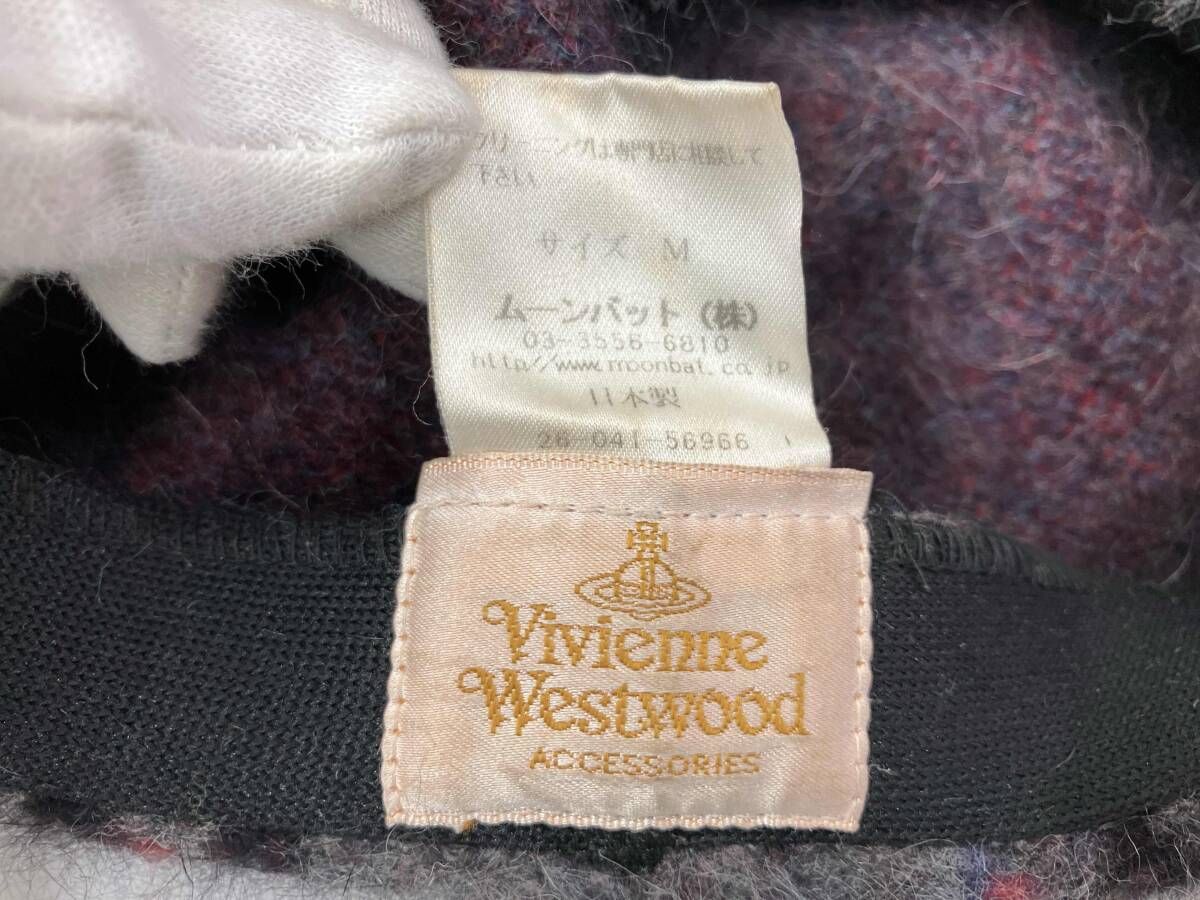 クリーニングは専門店に相談して
下さい
サイズ M
ムーンバット(株)
03-3556-6810
http://www.moonbat.co.jp
日本製
26-041-56966
Vivienne
Westwood
ACCESSORIES